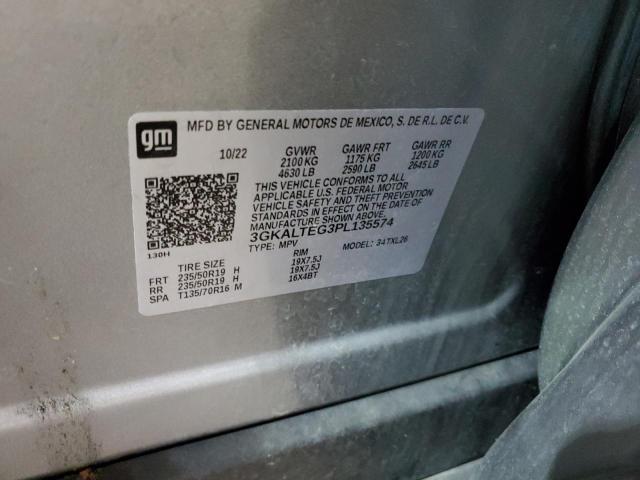 gm MFD BY GENERAL MOTORS DE MEXICO, S. DE R.L. DE C.V.
10/22 GVWR GAWR FRT GAWR RR
2100 KG 1175 KG 1200 KG
4630 LB 2590 LB 2645 LB
THIS VEHICLE CONFORMS TO ALL
APPLICABLE U.S. FEDERAL MOTOR
VEHICLE SAFETY AND THEFT
PREVENTION STANDARDS IN
EFFECT ON THE DATE OF
MANUFACTURE SHOWN ABOVE.
3GKALTEG3PL135574
TYPE: MPV MODEL: 34TXL26
130H
TIRE SIZE RIM
FRT 235/50R19 H 19X7.5J
RR 235/50R19 H 19X7.5J
SPA T135/70R16 M 16X4BT